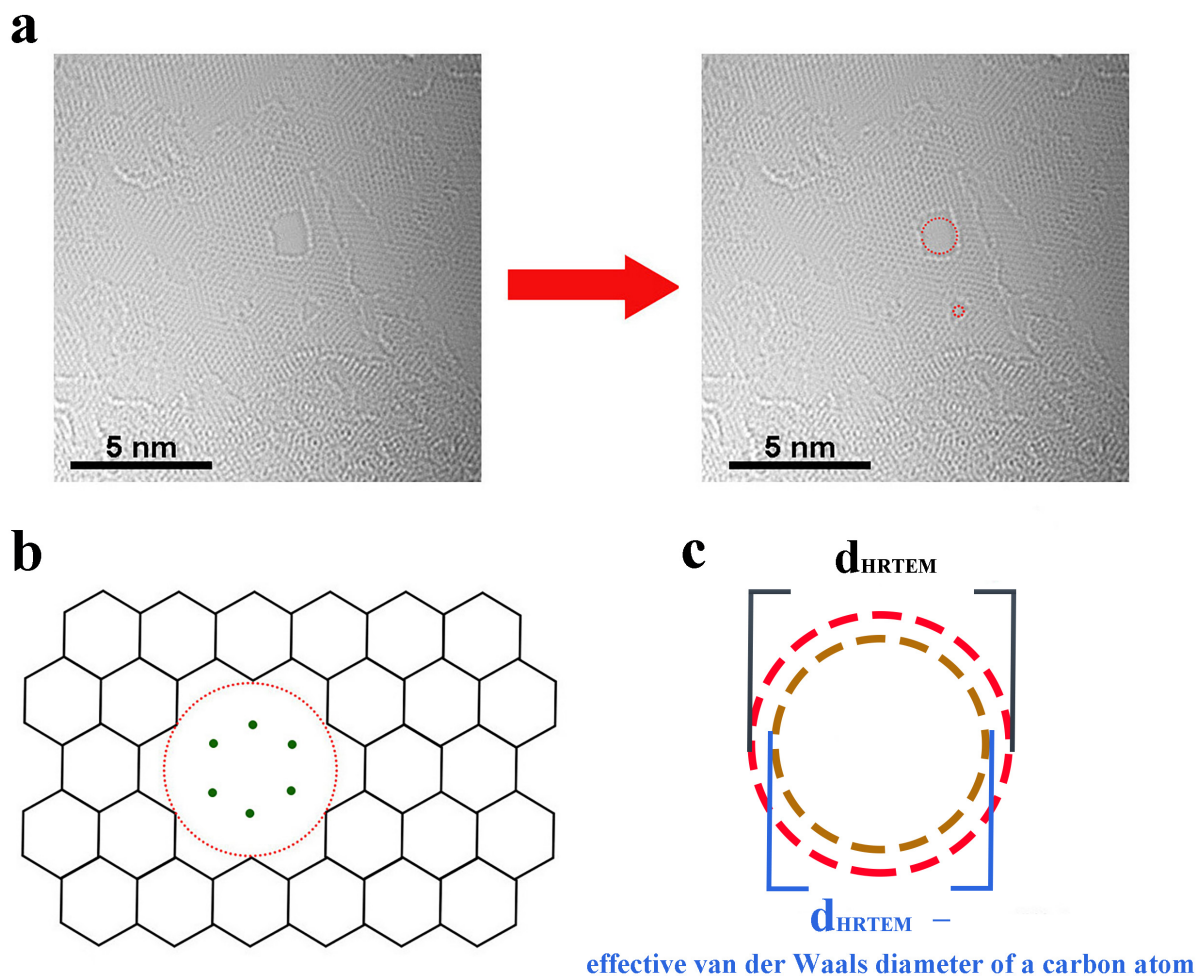 a
5 nm
5 nm
b
c
dHRTEM
dHRTEM –
effective van der Waals diameter of a carbon atom